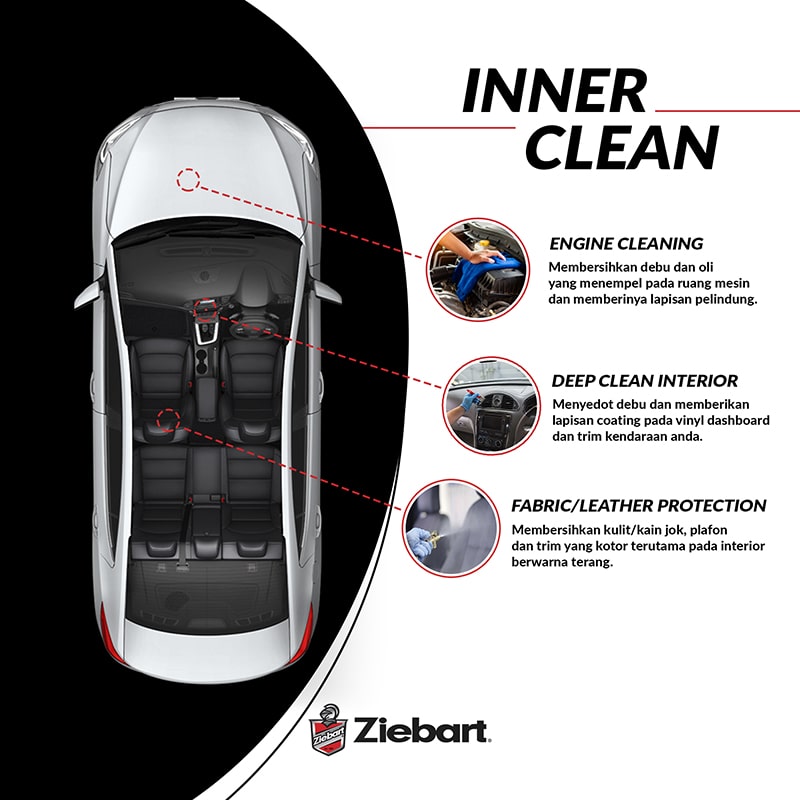 INNER
CLEAN
ENGINE CLEANING
Membersihkan debu dan oli
yang menempel pada ruang mesin
dan memberinya lapisan pelindung.
DEEP CLEAN INTERIOR
Menyedot debu dan memberikan
lapisan coating pada vinyl dashboard
dan trim kendaraan anda.
FABRIC/LEATHER PROTECTION
Membersihkan kulit/kain jok, plafon
dan trim yang kotor terutama pada interior
berwarna terang.
Ziebart
Ziebart®